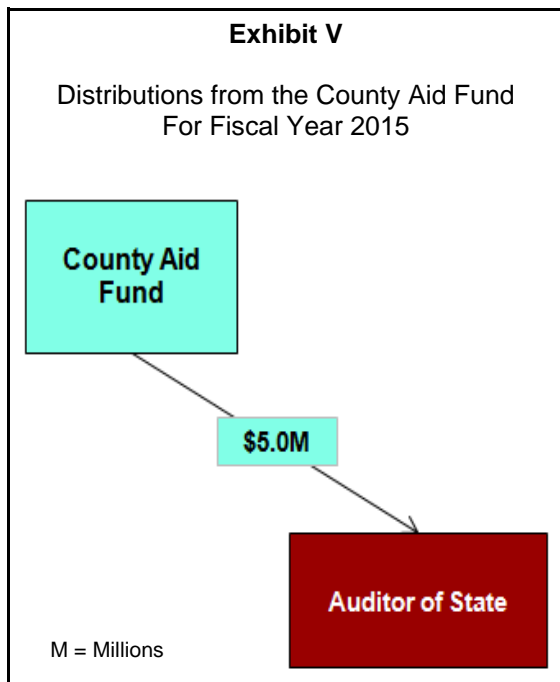 Exhibit V
Distributions from the County Aid Fund
For Fiscal Year 2015
County Aid
Fund
$5.0M
Auditor of State
M = Millions